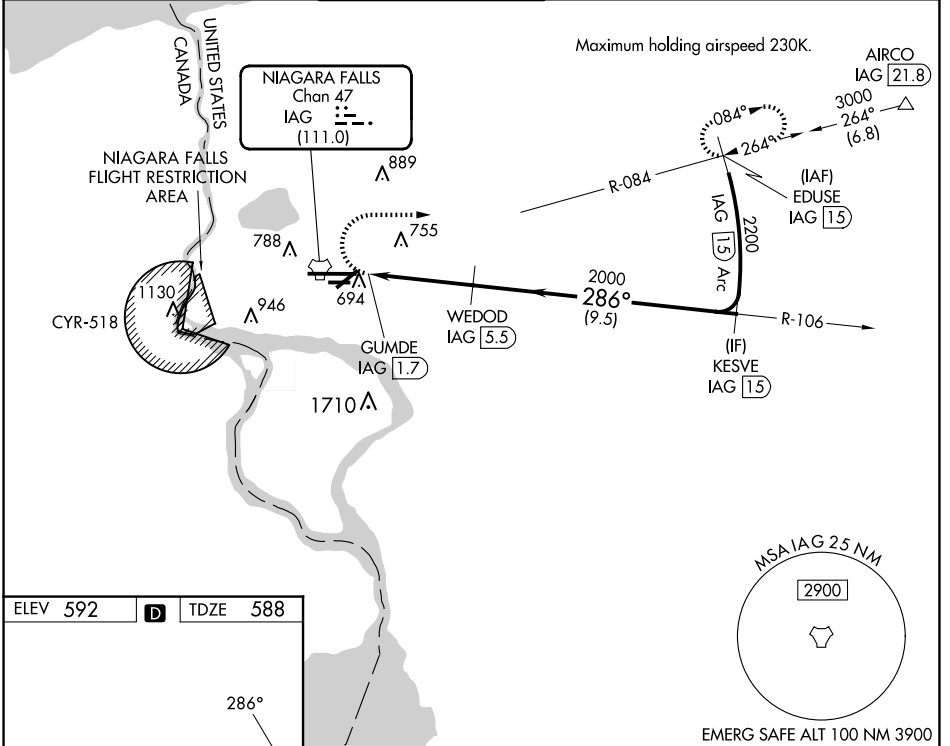 UNITED STATES
CANADA
Maximum holding airspeed 230K.
AIRCO
IAG 21.8
NIAGARA FALLS
Chan 47
IAG
(111.0)
3000
264°
(6.8)
084°
264°
NIAGARA FALLS
FLIGHT RESTRICTION
AREA
889
R-084
(IAF)
EDUSE
IAG 15
IAG 15 Arc
2200
788
755
1130
694
946
CYR-518
2000
286°
(9.5)
WEDOD
IAG 5.5
R-106
GUMDE
IAG 1.7
(IF)
KESVE
IAG 15
1710
MSA IAG 25 NM
2900
ELEV 592
D
TDZE 588
286°
EMERG SAFE ALT 100 NM 3900